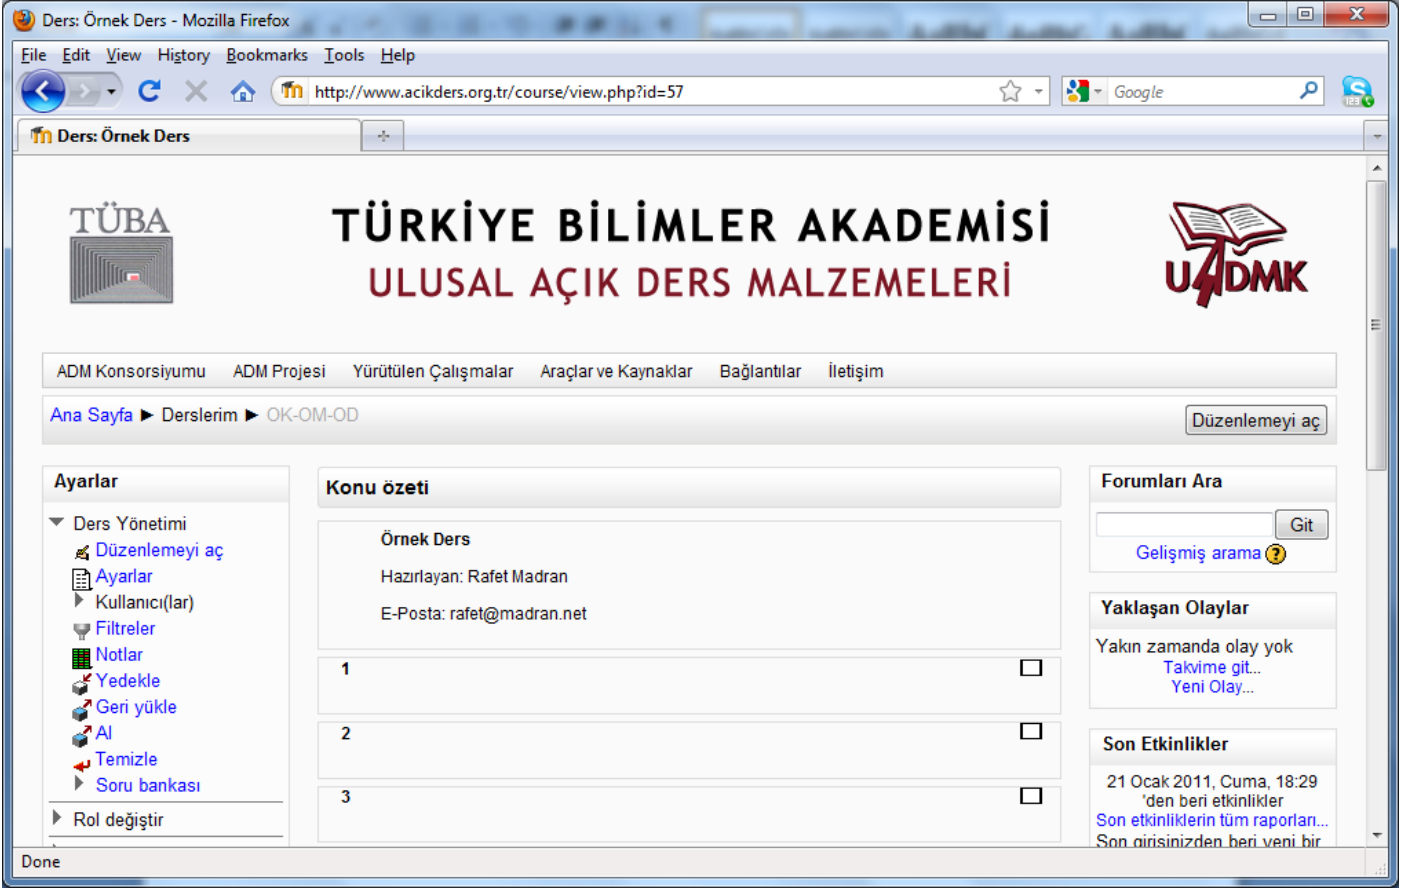 Ders: Örnek Ders - Mozilla Firefox
File Edit View History Bookmarks Tools Help
http://www.acikders.org.tr/course/view.php?id=57
Google
Ders: Örnek Ders
TÜBA
TÜRKİYE BİLİMLER AKADEMİSİ
ULUSAL AÇIK DERS MALZEMELERİ
UADMK
ADM Konsorsiyumu ADM Projesi Yürütülen Çalışmalar Araçlar ve Kaynaklar Bağlantılar İletişim
Ana Sayfa ► Derslerim ► OK-OM-OD
Düzenlemeyi aç
Ayarlar
Ders Yönetimi
Düzenlemeyi aç
Ayarlar
Kullanıcı(lar)
Filtreler
Notlar
Yedekle
Geri yükle
Al
Temizle
Soru bankası
Rol değiştir
Konu özeti
Örnek Ders
Hazırlayan: Rafet Madran
E-Posta: rafet@madran.net
1
2
3
Forumları Ara
Git
Gelişmiş arama ?
Yaklaşan Olaylar
Yakın zamanda olay yok
Takvime git...
Yeni Olay...
Son Etkinlikler
21 Ocak 2011, Cuma, 18:29
'den beri etkinlikler
Son etkinliklerin tüm raporları...
Son girişinizden beri yeni bir
Done